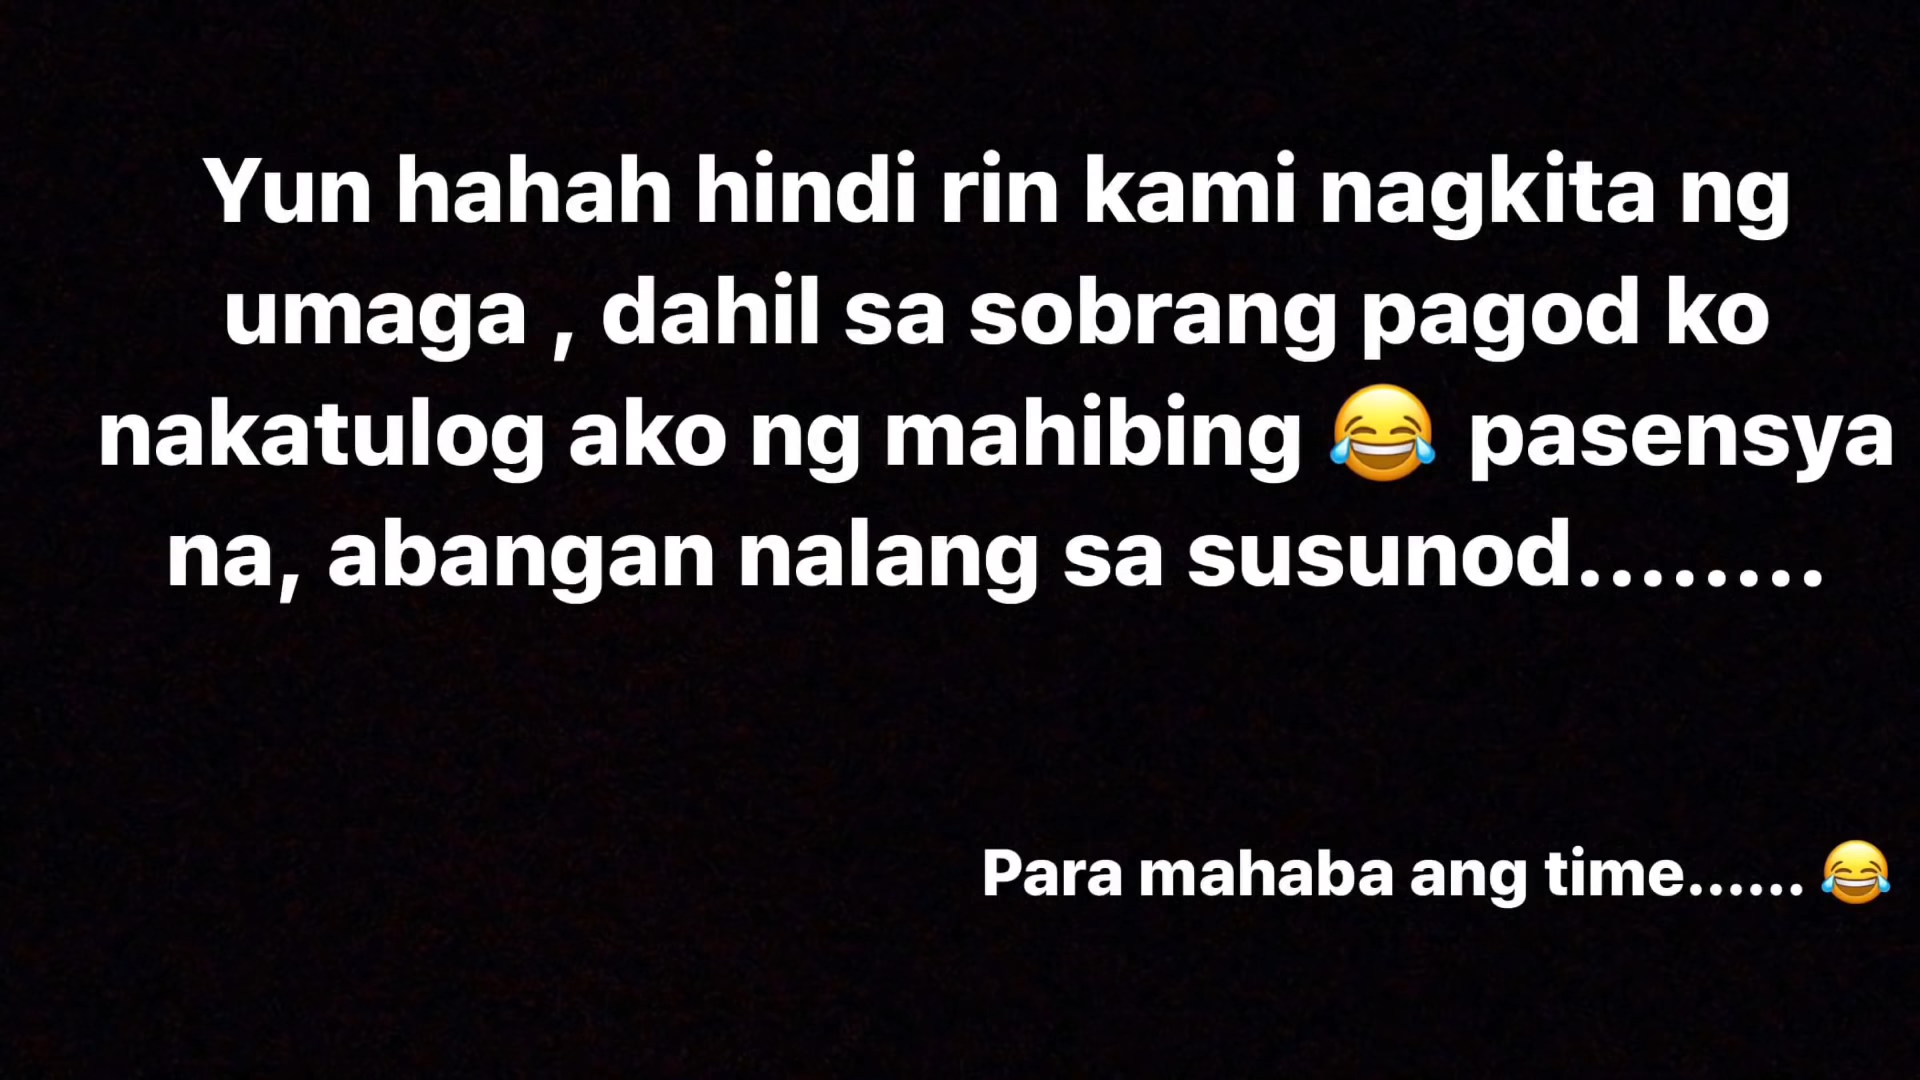 Yun hahah hindi rin kami nagkita ng
umaga , dahil sa sobrang pagod ko
nakatulog ako ng mahibing 😂 pasensya
na, abangan nalang sa susunod........
Para mahaba ang time...... 😂